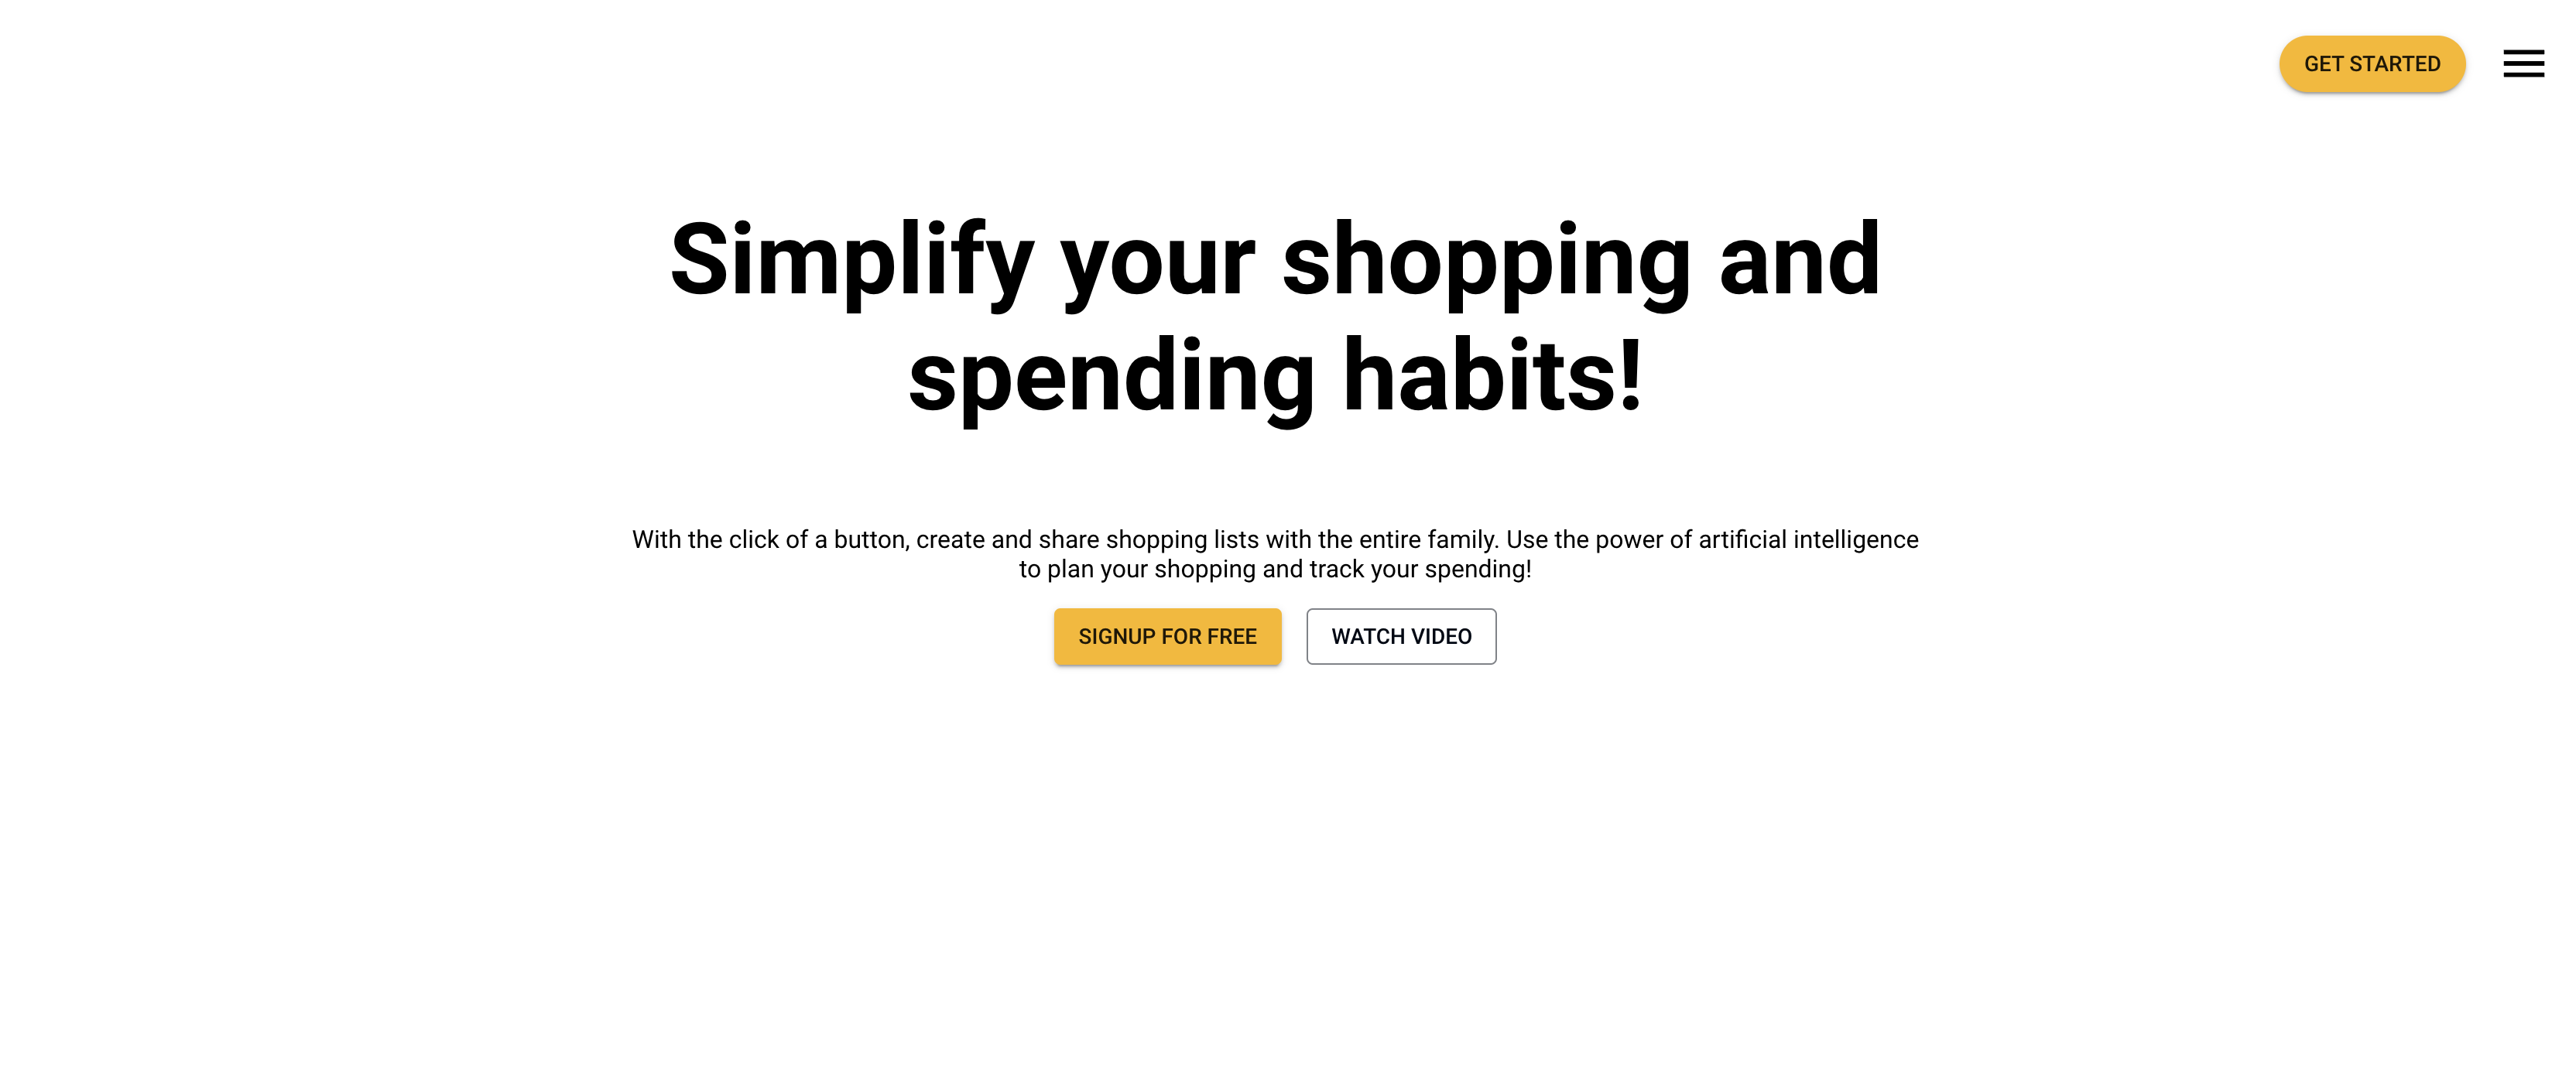 GET STARTED
Simplify your shopping and
spending habits!
With the click of a button, create and share shopping lists with the entire family. Use the power of artificial intelligence
to plan your shopping and track your spending!
SIGNUP FOR FREE
WATCH VIDEO